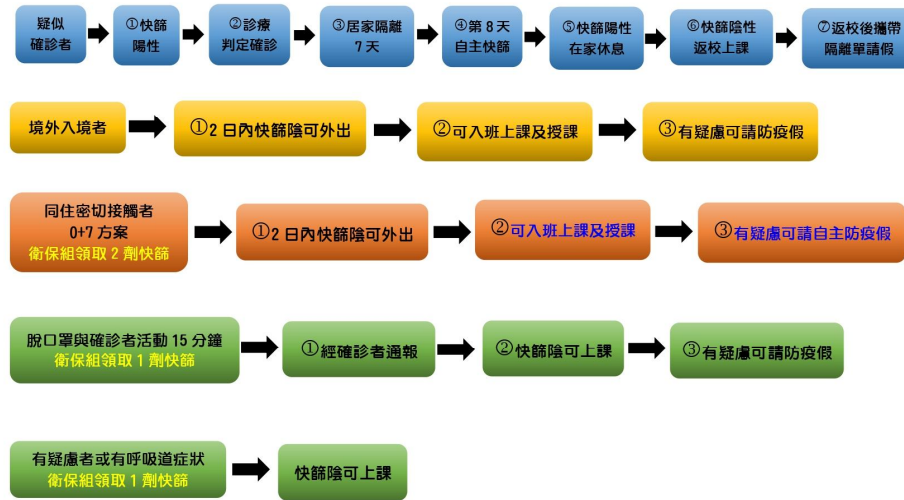 疑似
確診者
①快篩
陽性
②診療
判定確診
③居家隔離
7 天
④第 8 天
自主快篩
⑤快篩陽性
在家休息
⑥快篩陰性
返校上課
⑦返校後攜帶
隔離單請假
境外入境者
①2 日內快篩陰可外出
②可入班上課及授課
③有疑慮可請防疫假
同住密切接觸者
0+7 方案
衛保組領取 2 劑快篩
①2 日內快篩陰可外出
②可入班上課及授課
③有疑慮可請自主防疫假
脫口罩與確診者活動 15 分鐘
衛保組領取 1 劑快篩
①經確診者通報
②快篩陰可上課
③有疑慮可請防疫假
有疑慮者或有呼吸道症狀
衛保組領取 1 劑快篩
快篩陰可上課